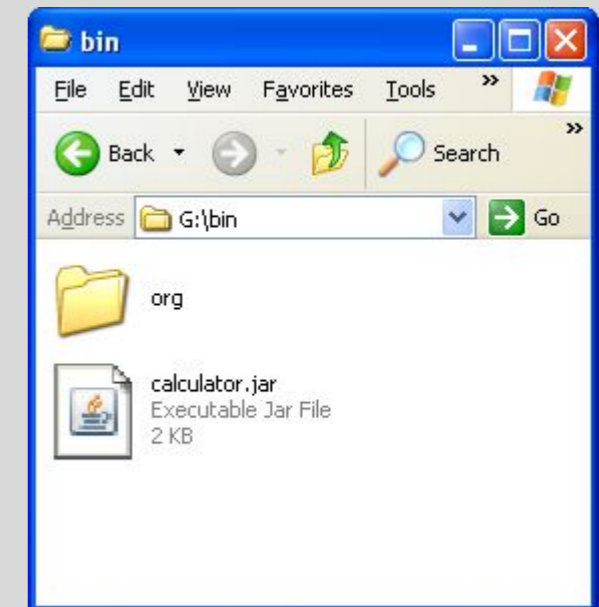 bin
File Edit View Favorites Tools »
Back Search »
Address G:\bin Go
org
calculator.jar
Executable Jar File
2 KB